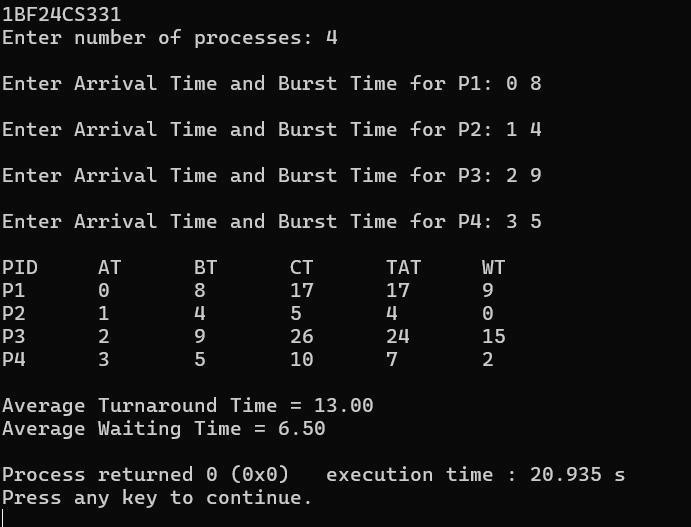 1BF24CS331
Enter number of processes: 4
Enter Arrival Time and Burst Time for P1: 0 8
Enter Arrival Time and Burst Time for P2: 1 4
Enter Arrival Time and Burst Time for P3: 2 9
Enter Arrival Time and Burst Time for P4: 3 5
PID AT BT CT TAT WT
P1 0 8 17 17 9
P2 1 4 5 4 0
P3 2 9 26 24 15
P4 3 5 10 7 2
Average Turnaround Time = 13.00
Average Waiting Time = 6.50
Process returned 0 (0x0) execution time : 20.935 s
Press any key to continue.